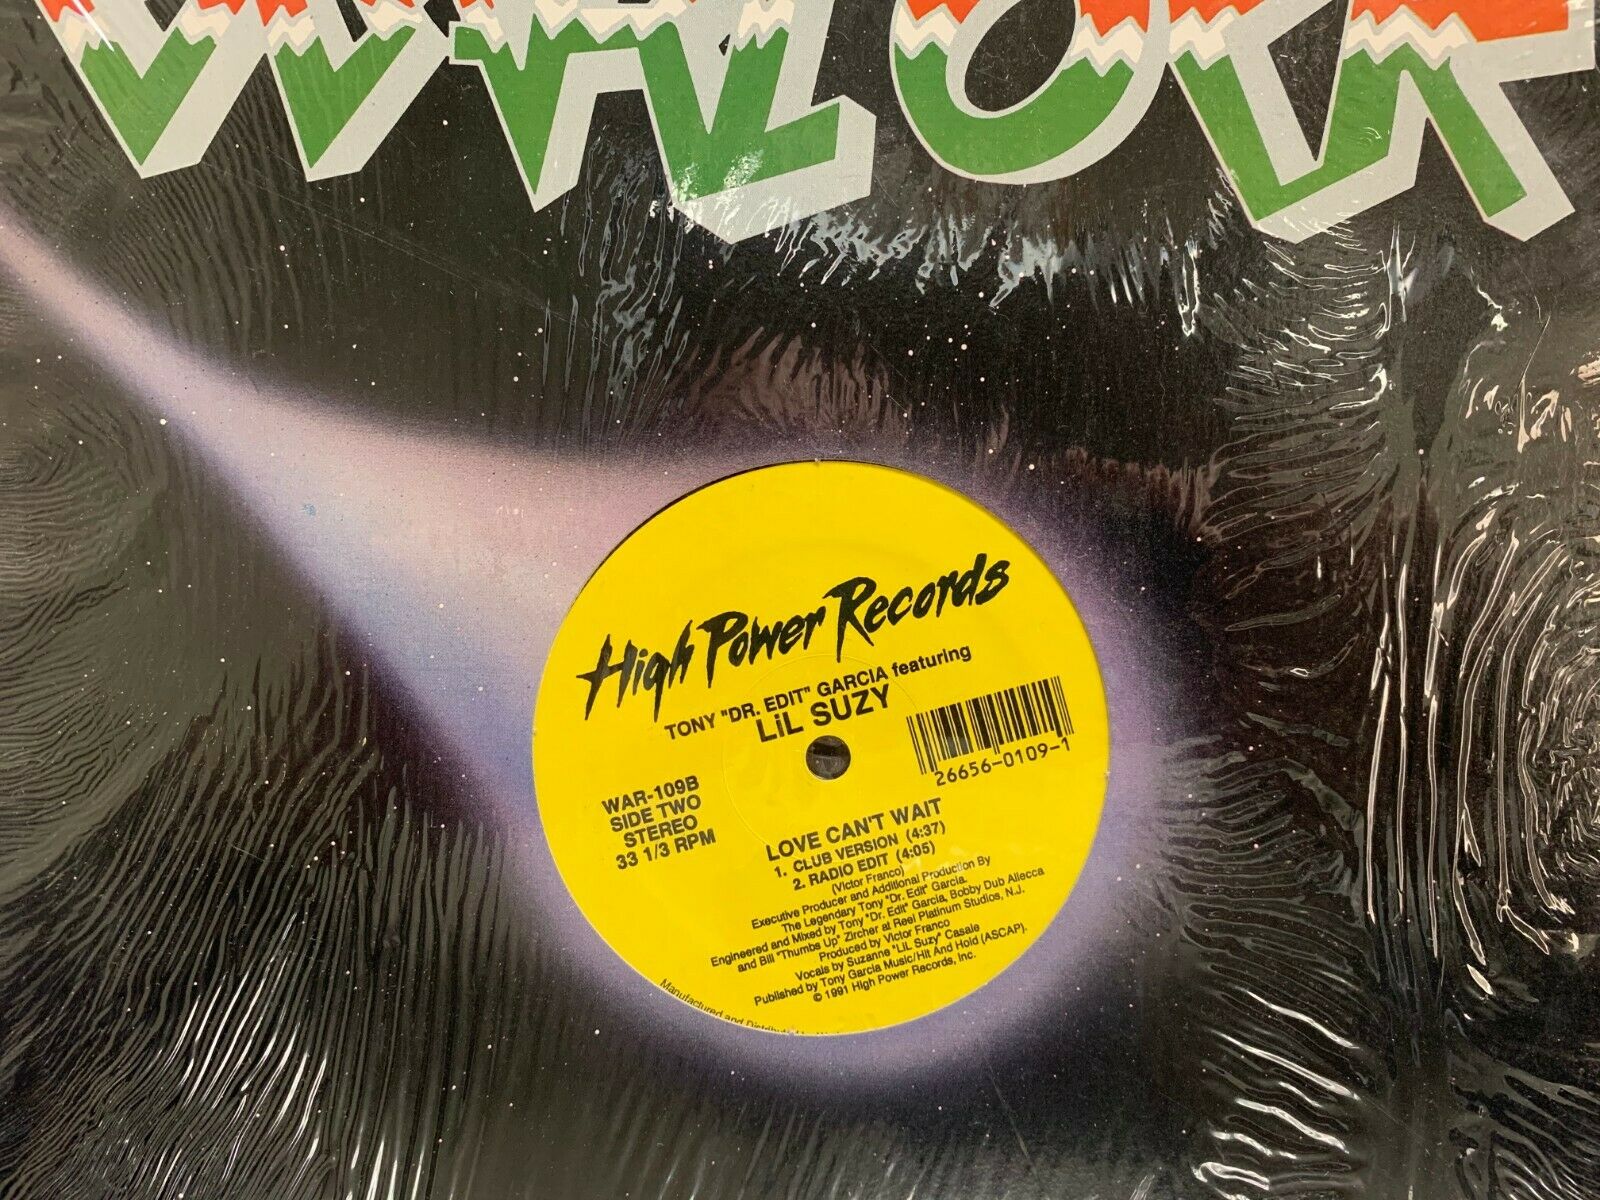 High Power Records
TONY "DR. EDIT" GARCIA featuring
LiL SUZY
26656-0109-1
WAR-109B
SIDE TWO
STEREO
33 1/3 RPM
LOVE CAN'T WAIT
1. CLUB VERSION (4:37)
2. RADIO EDIT (4:05)
(Victor Franco)
Executive Producer and Additional Production By
The Legendary Tony "Dr. Edit" Garcia.
Engineered and Mixed by Tony "Dr. Edit" Garcia, Bobby Dub Allecca
and Bill "Thumbs Up" Zircher at Reel Platinum Studios, N.J.
Produced by Victor Franco
Vocals by Suzanne "LiL Suzy" Casale
Published by Tony Garcia Music/Hit And Hold (ASCAP).
© 1991 High Power Records, Inc.
Manufactured and Distributed